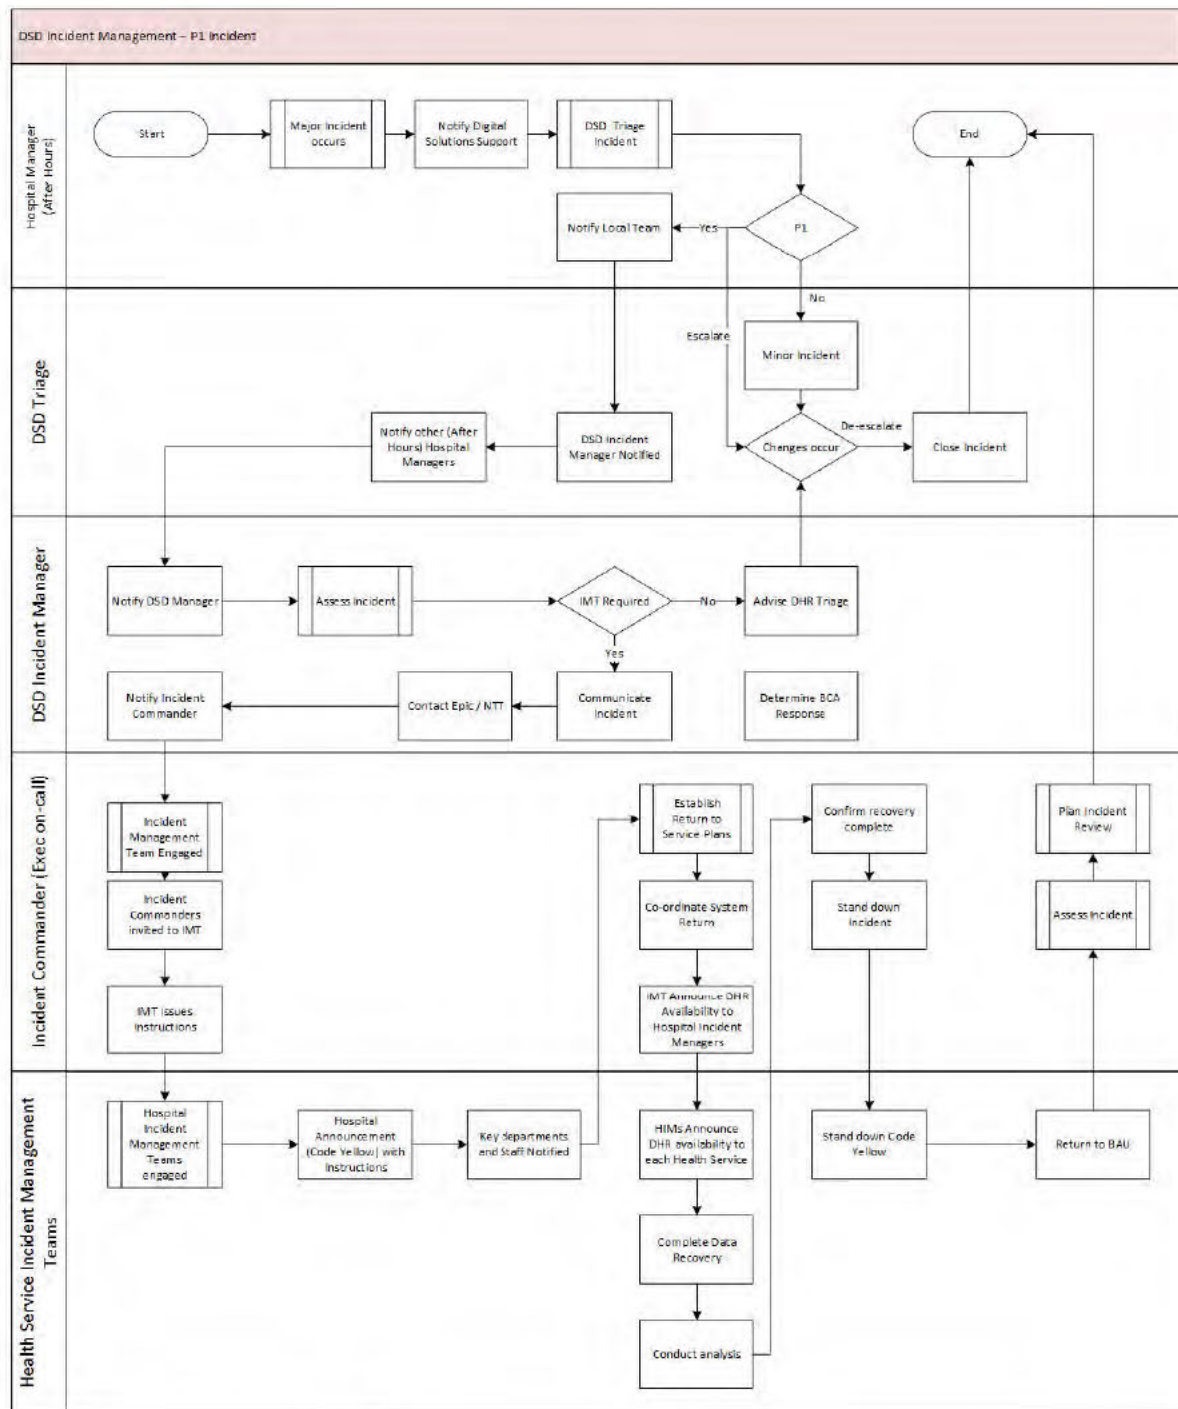 DSD Incident Management – P1 Incident
Hospital Manager
(After Hours)
Start
Major Incident
occurs
Notify Digital
Solutions Support
DSD Triage
Incident
End
Notify Local Team
Yes
P1
No
DSD Triage
Escalate
Minor Incident
De-escalate
Notify other (After
Hours) Hospital
Managers
DSD Incident
Manager Notified
Changes occur
Close Incident
DSD Incident Manager
Notify DSD Manager
Assess Incident
IMT Required
No
Advise DHR Triage
Yes
Notify Incident
Commander
Contact Epic / NTT
Communicate
Incident
Determine BCA
Response
Incident Commander (Exec on-call)
Incident
Management
Team Engaged
Establish
Return to
Service Plans
Confirm recovery
complete
Plan Incident
Review
Incident
Commanders
invited to IMT
Co-ordinate System
Return
Stand down
Incident
Assess Incident
IMT issues
Instructions
IMT Announce DHR
Availability to
Hospital Incident
Managers
Health Service Incident Management
Teams
Hospital
Incident
Management
Teams
engaged
Hospital
Announcement
(Code Yellow) with
Instructions
Key departments
and Staff Notified
HIMs Announce
DHR availability to
each Health Service
Stand down Code
Yellow
Return to BAU
Complete Data
Recovery
Conduct analysis